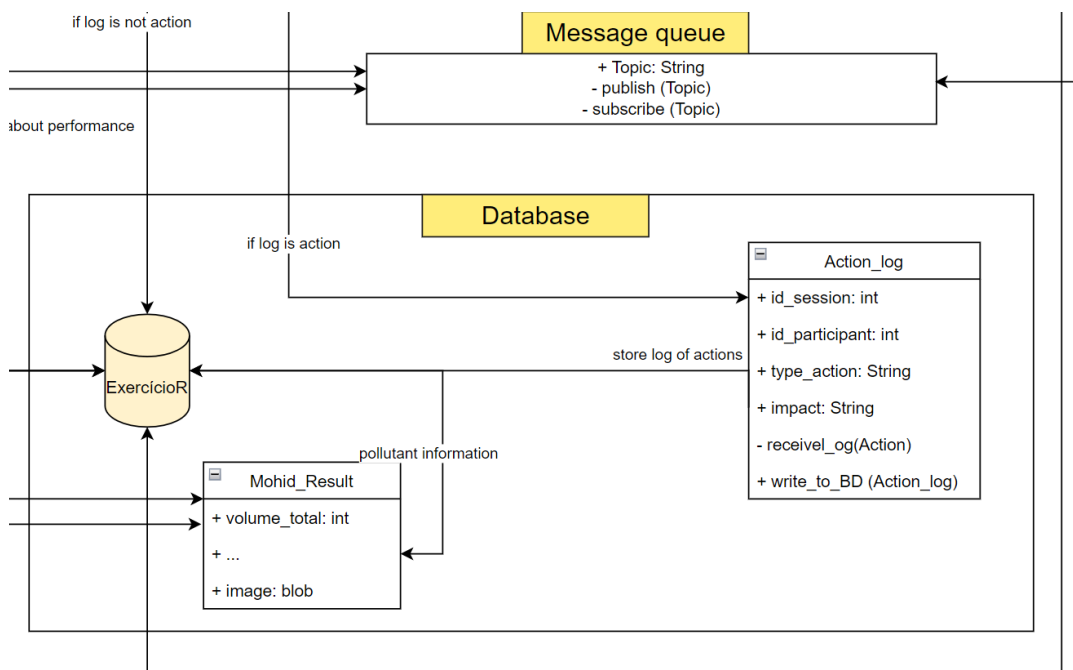 if log is not action
Message queue
+ Topic: String
- publish (Topic)
- subscribe (Topic)
about performance
Database
if log is action
Action_log
+ id_session: int
+ id_participant: int
store log of actions
+ type_action: String
ExercícioR
+ impact: String
- receivel_og(Action)
pollutant information
+ write_to_BD (Action_log)
Mohid_Result
+ volume_total: int
+ ...
+ image: blob